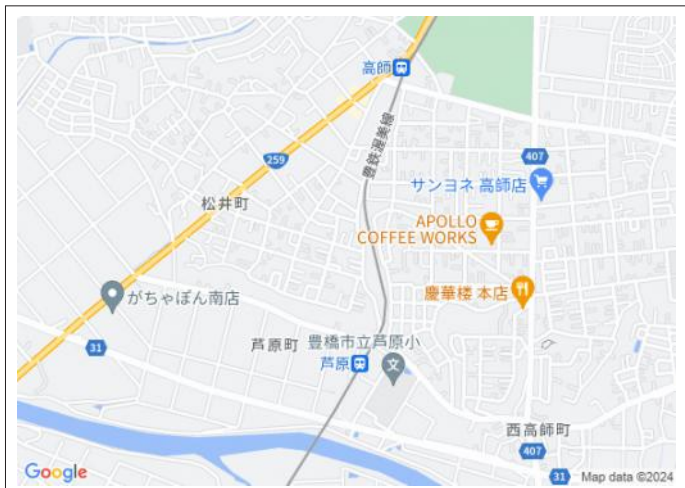 高師
豊鉄渥美線
407
259
サンヨネ 高師店
松井町
APOLLO
COFFEE WORKS
がちゃぽん南店
慶華楼 本店
31
芦原町
豊橋市立芦原小
芦原
文
西高師町
407
31
Google
Map data ©2024